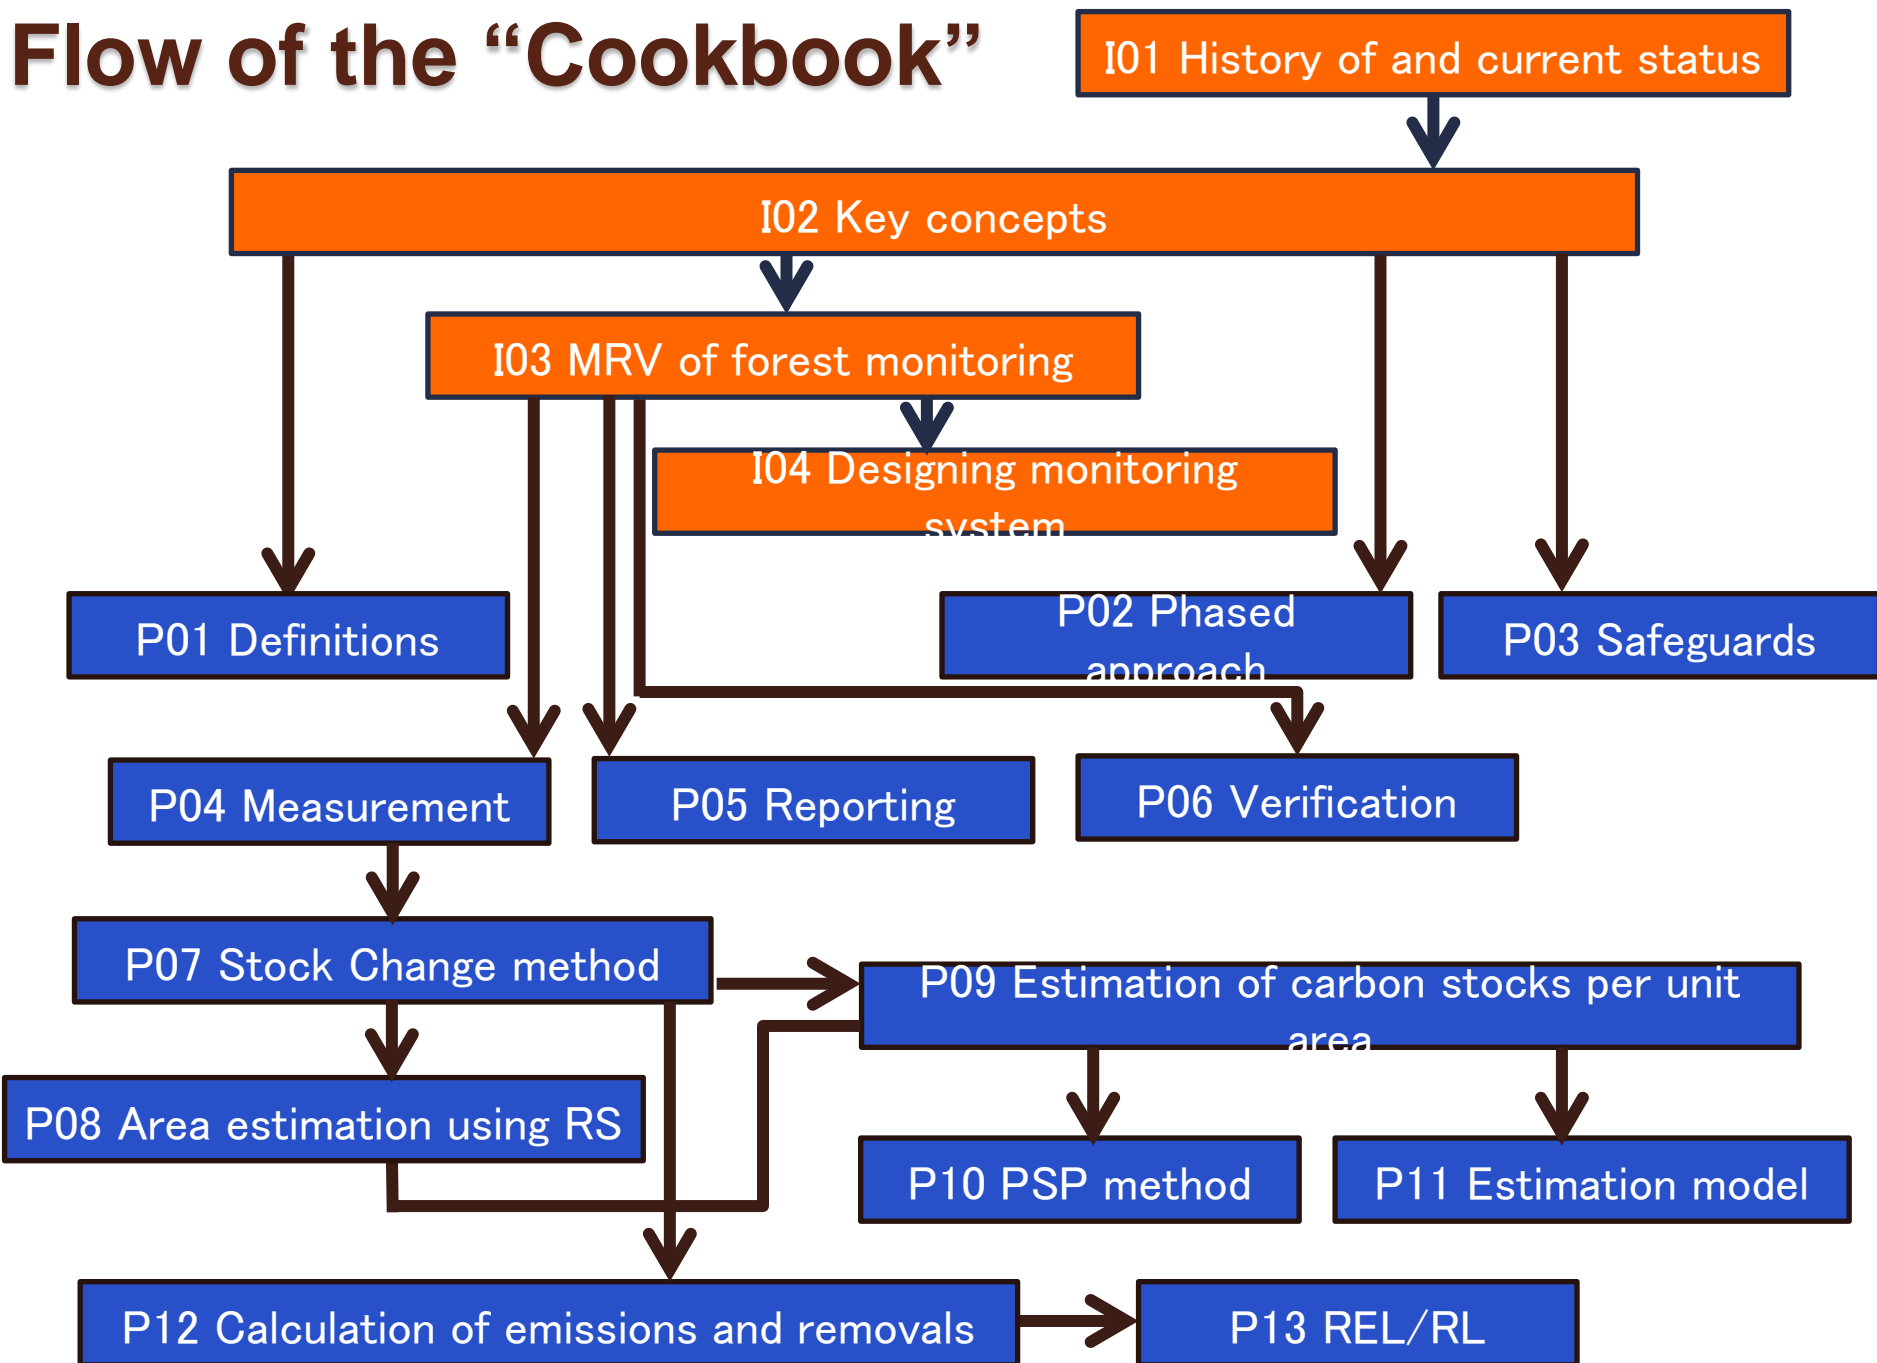 Flow of the “Cookbook”
I01 History of and current status
I02 Key concepts
I03 MRV of forest monitoring
I04 Designing monitoring
system
P01 Definitions
P02 Phased
approach
P03 Safeguards
P04 Measurement
P05 Reporting
P06 Verification
P07 Stock Change method
P09 Estimation of carbon stocks per unit
area
P08 Area estimation using RS
P10 PSP method
P11 Estimation model
P12 Calculation of emissions and removals
P13 REL/RL